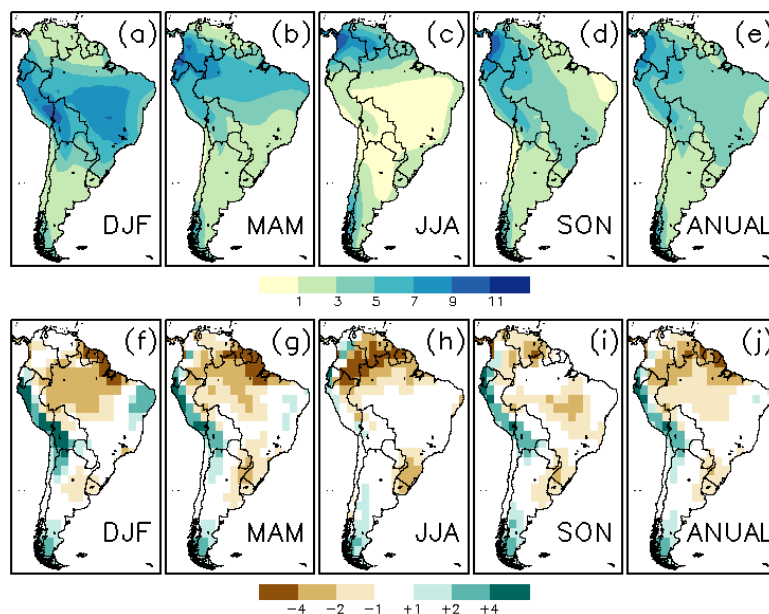 (a) (b) (c) (d) (e)
DJF MAM JJA SON ANUAL
1 3 5 7 9 11
(f) (g) (h) (i) (j)
DJF MAM JJA SON ANUAL
−4 −2 −1 +1 +2 +4